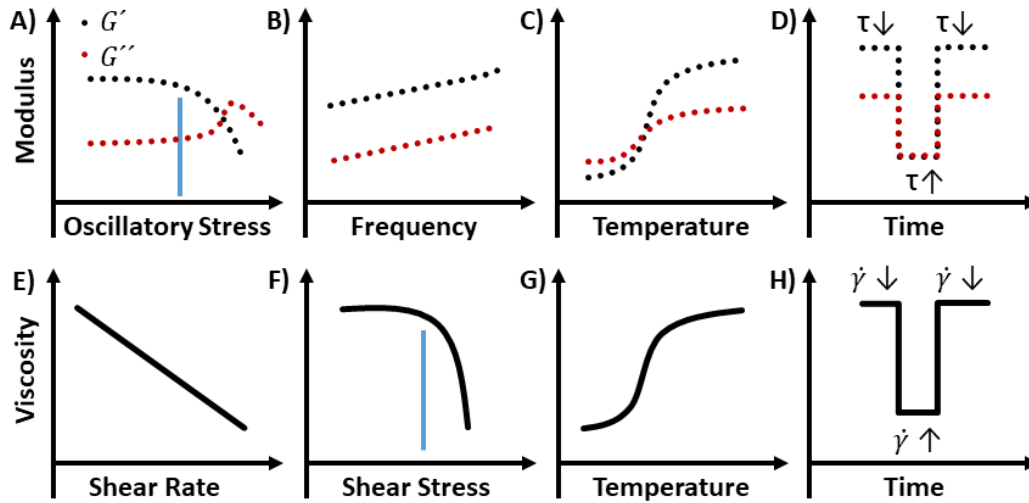 A)
G´
G´´
B)
C)
D)
τ↓ τ↓
τ↑
Modulus
Oscillatory Stress
Frequency
Temperature
Time
E)
F)
G)
H)
γ̇ ↓ γ̇ ↓
γ̇ ↑
Viscosity
Shear Rate
Shear Stress
Temperature
Time